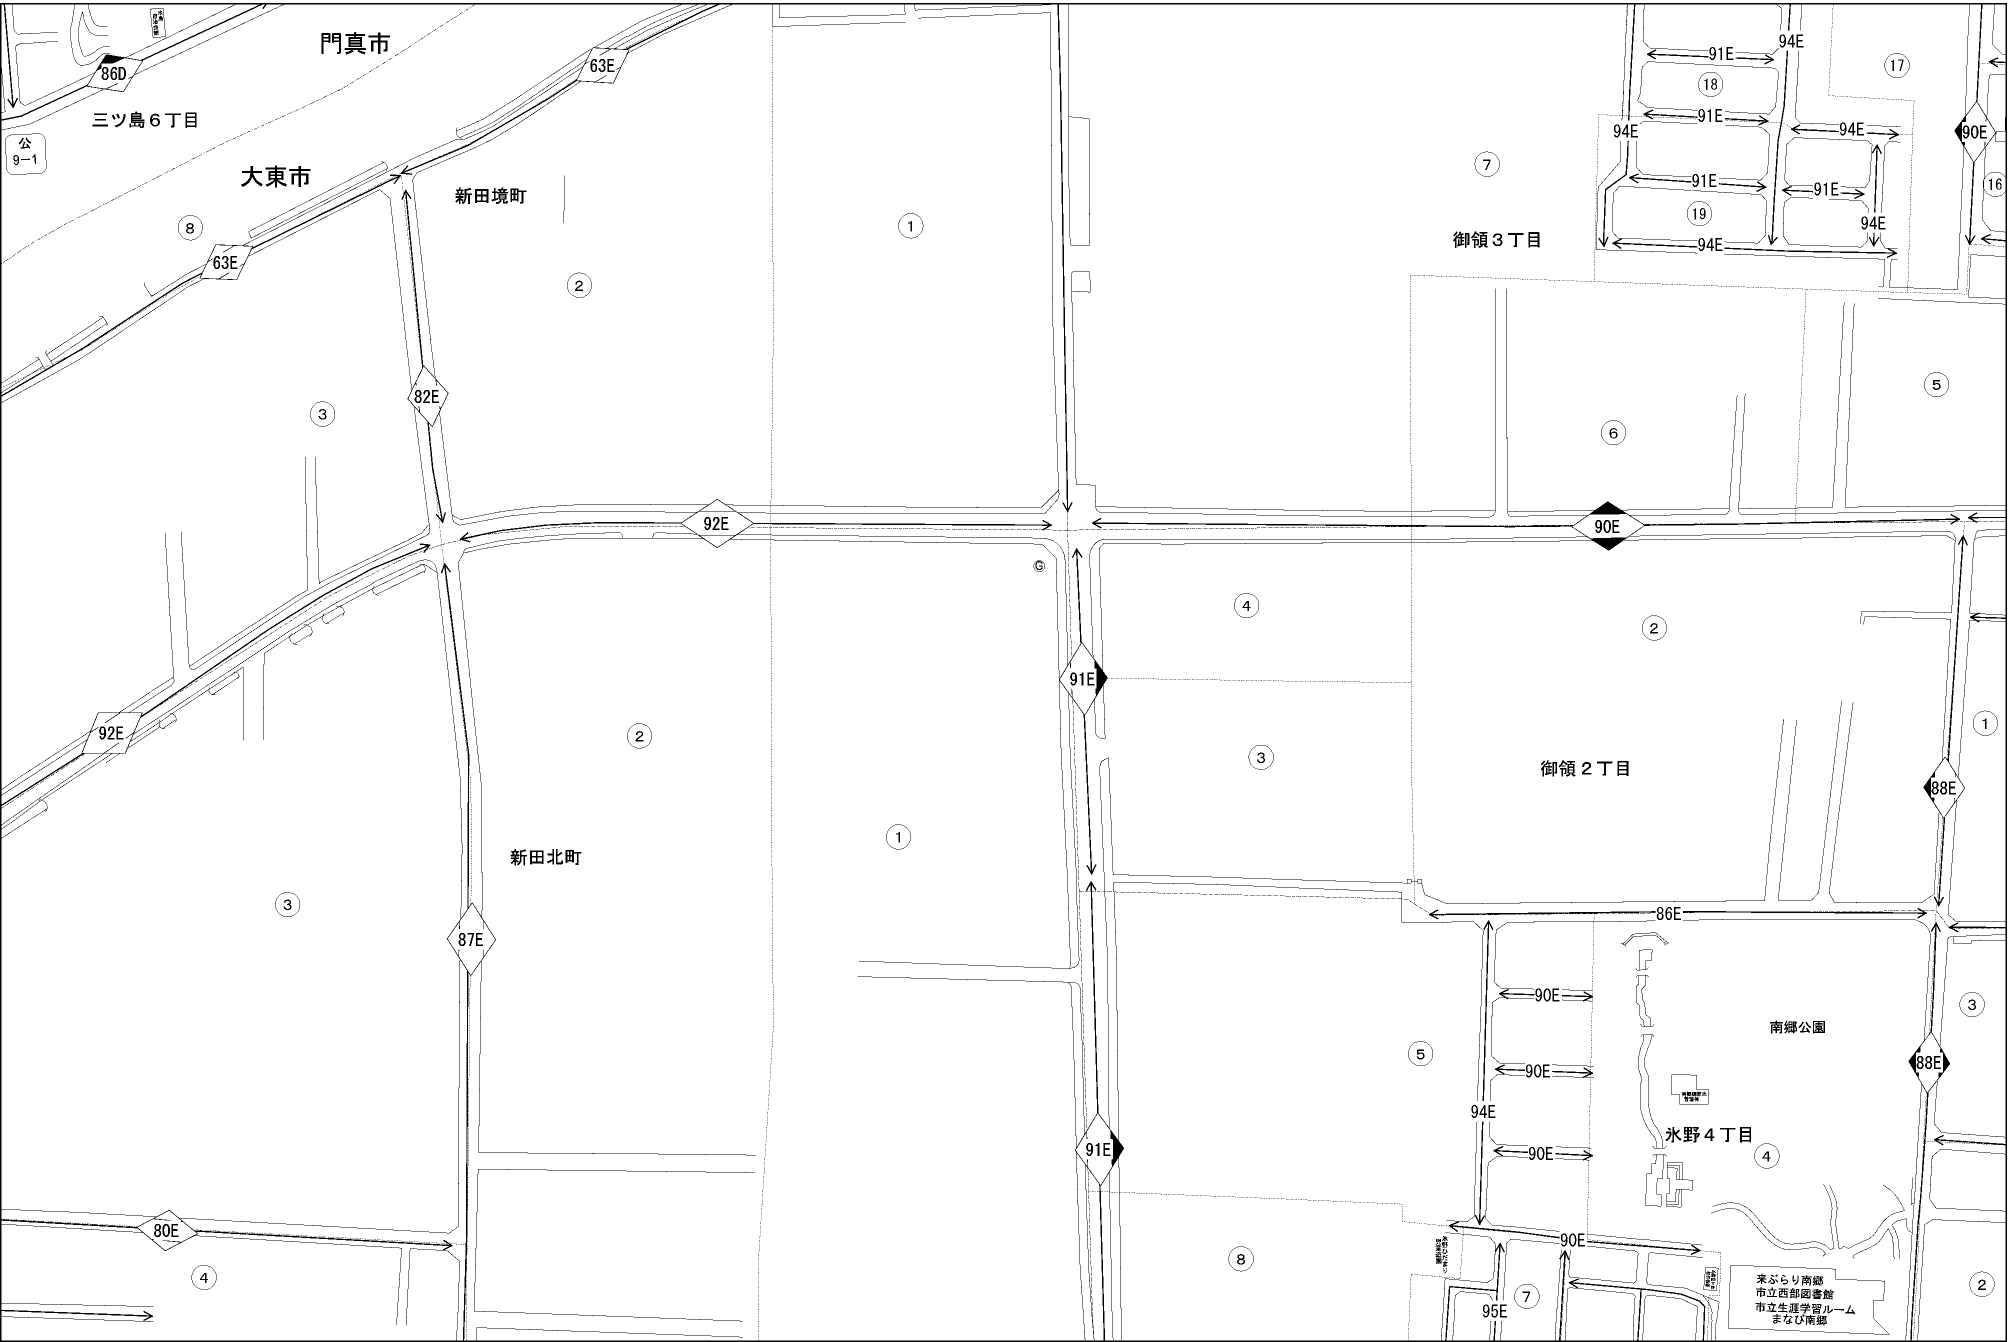 門真市
63E
94E
91E
17
86D
18
三ツ島６丁目
91E
94E
94E
90E
公
9－1
7
大東市
91E
91E
16
新田境町
8
1
19
94E
御領３丁目
94E
63E
2
5
82E
3
6
92E
90E
G
4
2
91E
1
92E
2
3
御領２丁目
88E
新田北町
1
3
86E
87E
90E
3
南郷公園
5
88E
90E
94E
氷野４丁目
91E
90E
4
80E
90E
8
4
来ぶらり南郷
市立西部図書館
市立生涯学習ルーム
まなび南郷
2
7
95E